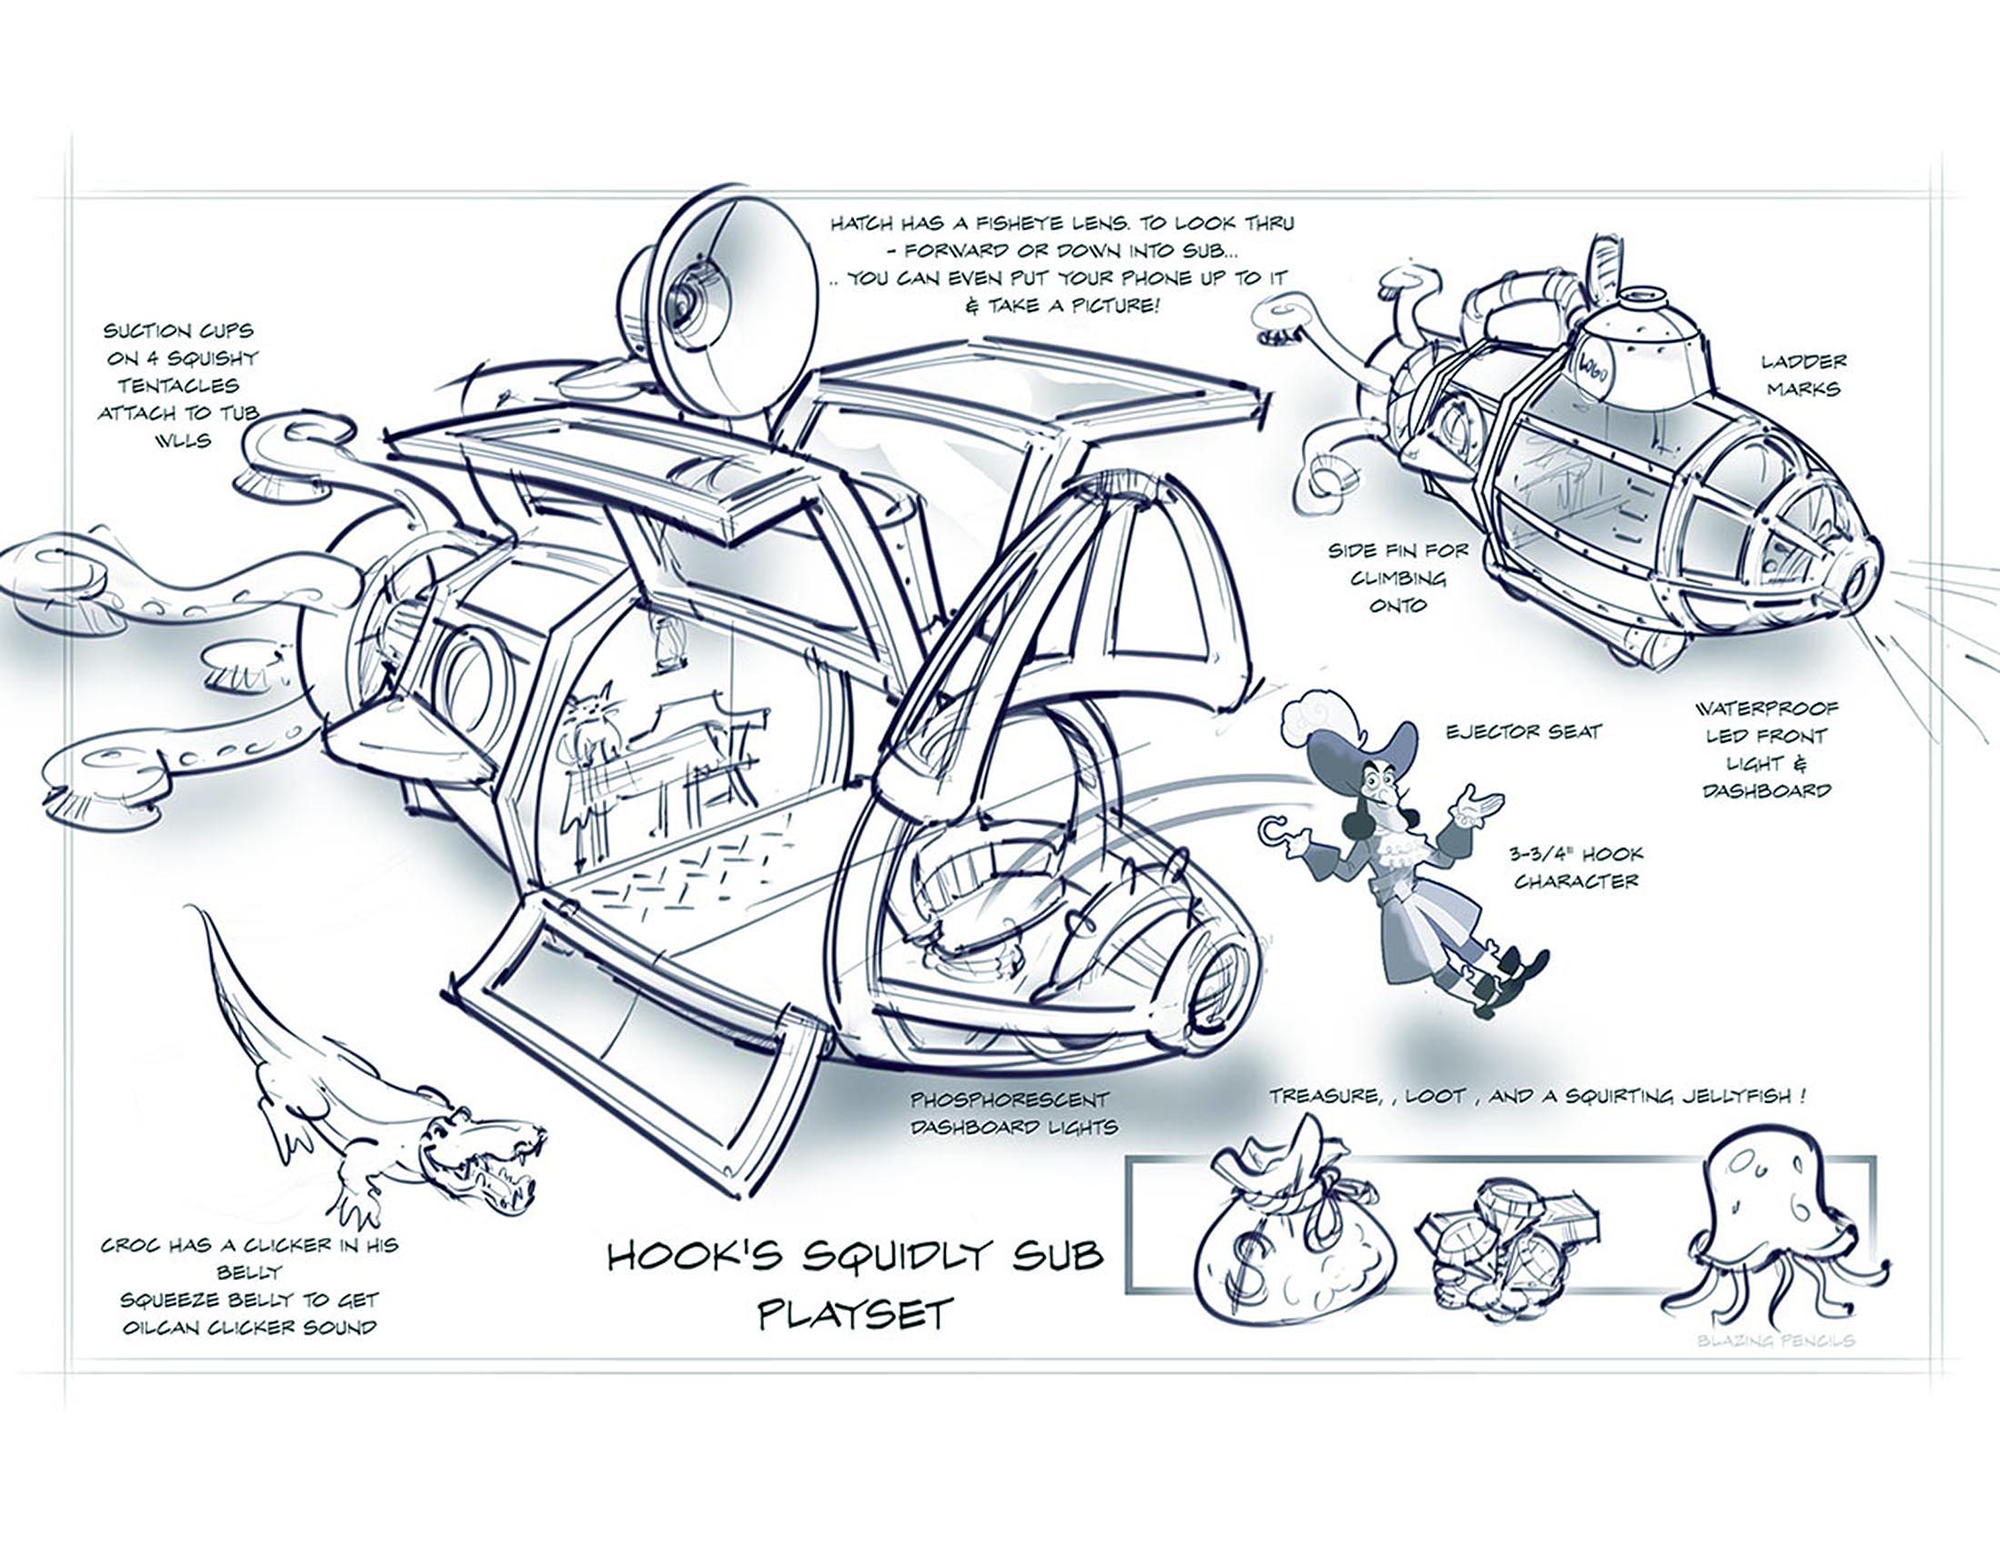 HATCH HAS A FISHEYE LENS. TO LOOK THRU
- FORWARD OR DOWN INTO SUB...
.. YOU CAN EVEN PUT YOUR PHONE UP TO IT
& TAKE A PICTURE!
SUCTION CUPS
ON 4 SQUISHY
TENTACLES
ATTACH TO TUB
WLLS
LOGO
LADDER
MARKS
SIDE FIN FOR
CLIMBING
ONTO
WATERPROOF
LED FRONT
LIGHT &
DASHBOARD
EJECTOR SEAT
3-3/4" HOOK
CHARACTER
PHOSPHORESCENT
DASHBOARD LIGHTS
TREASURE, , LOOT , AND A SQUIRTING JELLYFISH !
$
CROC HAS A CLICKER IN HIS
BELLY
SQUEEZE BELLY TO GET
OILCAN CLICKER SOUND
HOOK'S SQUIDLY SUB
PLAYSET
BLAZING PENCILS